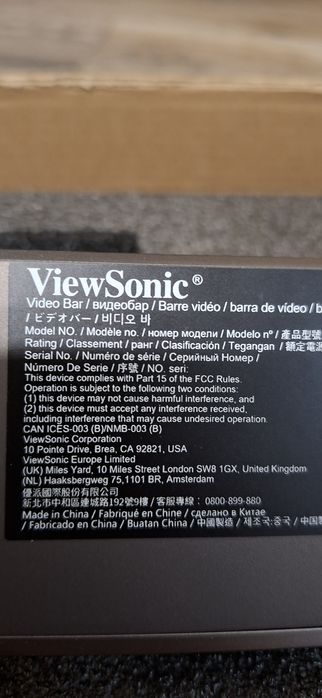 ViewSonic®
Video Bar / видеобар / Barre vidéo / barra de vídeo / b
/ ビデオバー / 비디오 바
Model NO. / Modèle no. / номер модели / Modelo nº / 產品型號
Rating / Classement / ранг / Clasificación / Tegangan / 額定電源
Serial No. / Numéro de série / Серийный Номер /
Número De Serie / 序號 / NO. seri:
This device complies with Part 15 of the FCC Rules.
Operation is subject to the following two conditions:
(1) this device may not cause harmful interference, and
(2) this device must accept any interference received,
including interference that may cause undesired operation.
CAN ICES-003 (B)/NMB-003 (B)
ViewSonic Corporation
10 Pointe Drive, Brea, CA 92821, USA
ViewSonic Europe Limited
(UK) Miles Yard, 10 Miles Street London SW8 1GX, United Kingdom
(NL) Haaksbergweg 75,1101 BR, Amsterdam
優派國際股份有限公司
新北市中和區連城路192號9樓 / 客服專線: 0800-899-880
Made in China / Fabriqué en Chine / сделано в Китае
/ Fabricado en China / Buatan China / 中國製造 / 제조국:중국 / 中国製